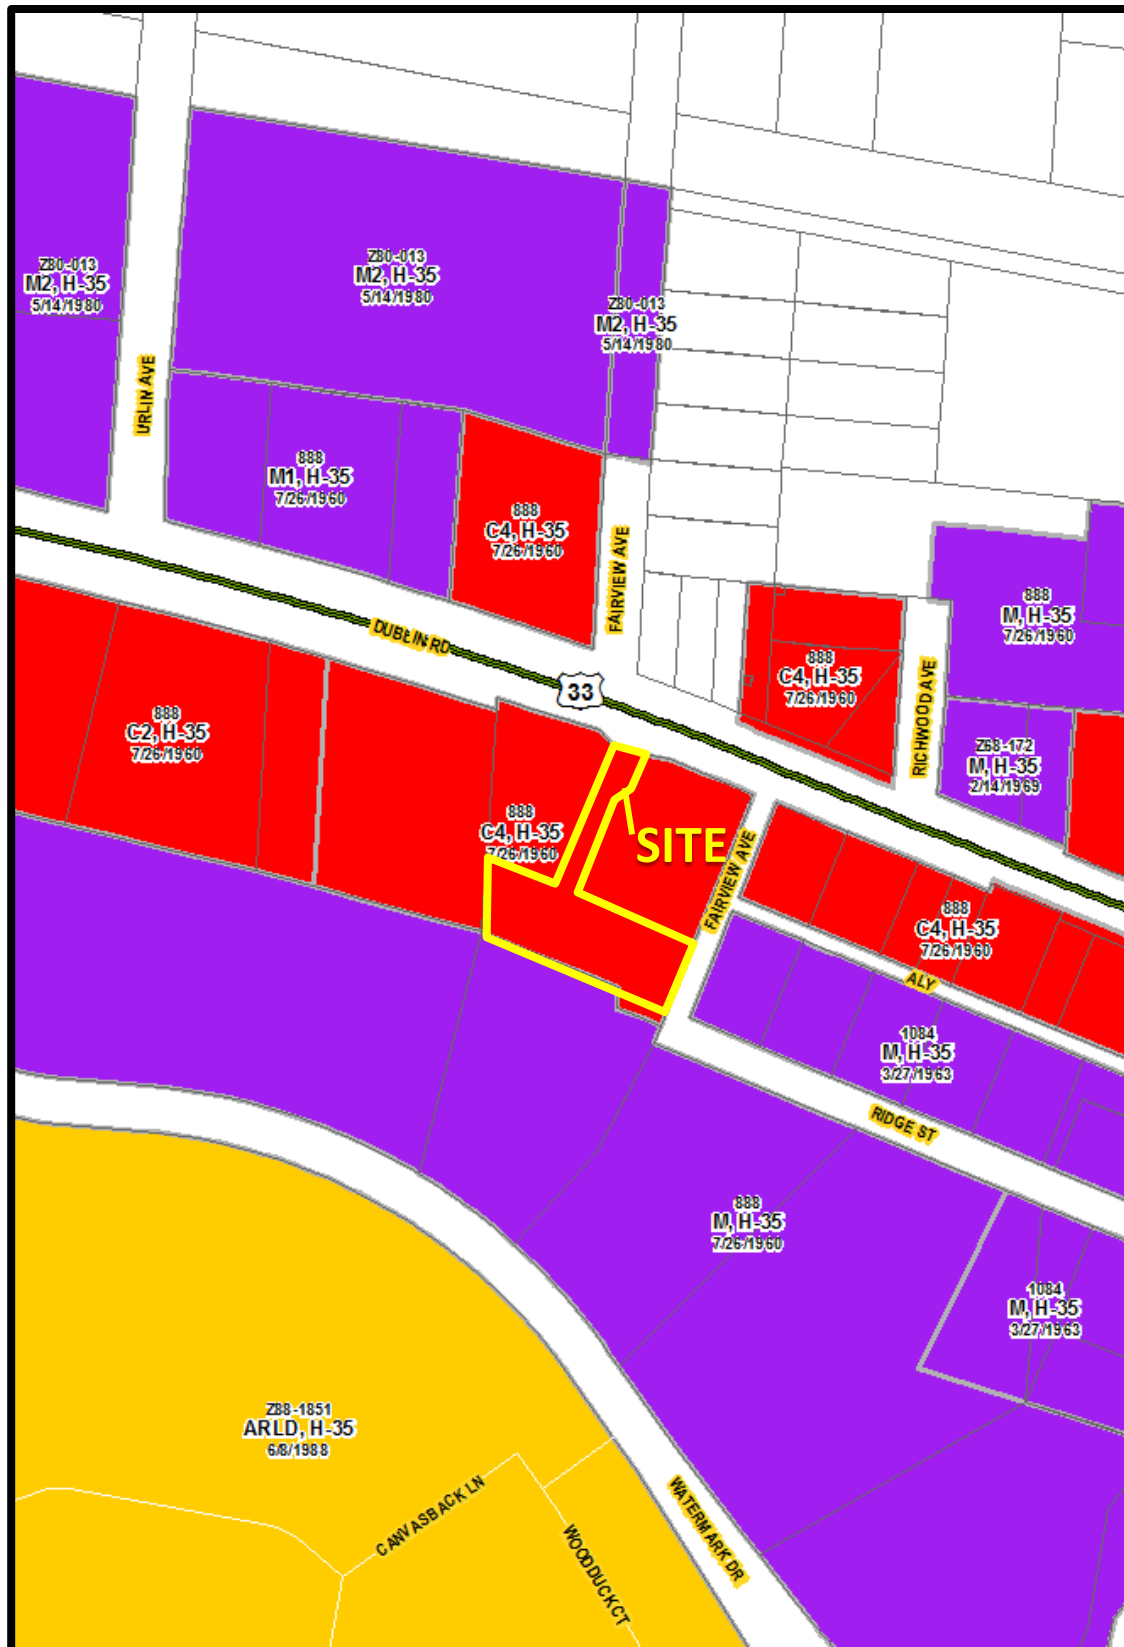 Z80-013
M2, H-35
5/14/1980
Z80-013
M2, H-35
5/14/1980
Z80-013
M2, H-35
5/14/1980
URLIN AVE
888
M1, H-35
7/26/1960
888
C4, H-35
7/26/1960
FAIRVIEW AVE
DUBLIN RD
33
888
C4, H-35
7/26/1960
888
M, H-35
7/26/1960
RICHWOOD AVE
Z68-172
M, H-35
2/14/1969
888
C2, H-35
7/26/1960
888
C4, H-35
7/26/1960
SITE
FAIRVIEW AVE
888
C4, H-35
7/26/1960
ALY
1084
M, H-35
3/27/1963
RIDGE ST
888
M, H-35
7/26/1960
1084
M, H-35
3/27/1963
Z88-1851
ARLD, H-35
6/8/1988
CANVASBACK LN
WOODDUCK CT
WATERMARK DR